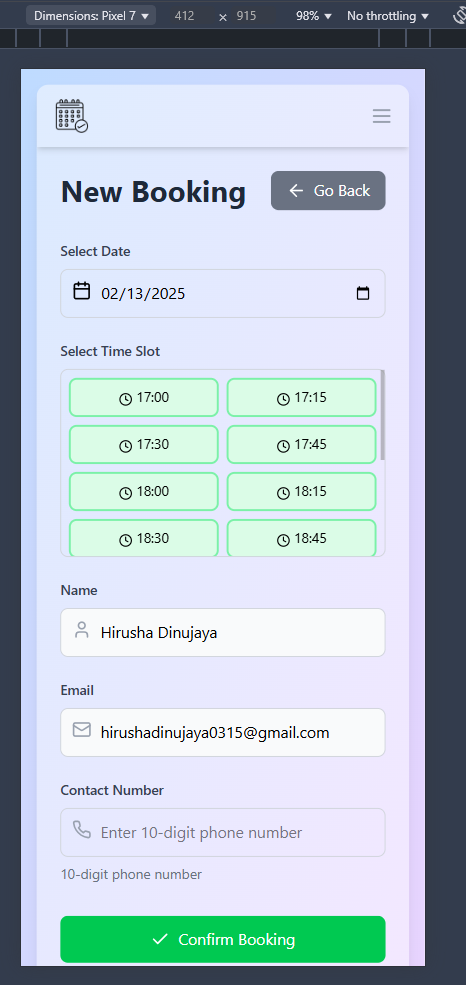 Dimensions: Pixel 7 412 × 915 98% No throttling
New Booking
Go Back
Select Date
02/13/2025
Select Time Slot
17:00 17:15
17:30 17:45
18:00 18:15
18:30 18:45
Name
Hirusha Dinujaya
Email
hirushadinujaya0315@gmail.com
Contact Number
Enter 10-digit phone number
10-digit phone number
Confirm Booking